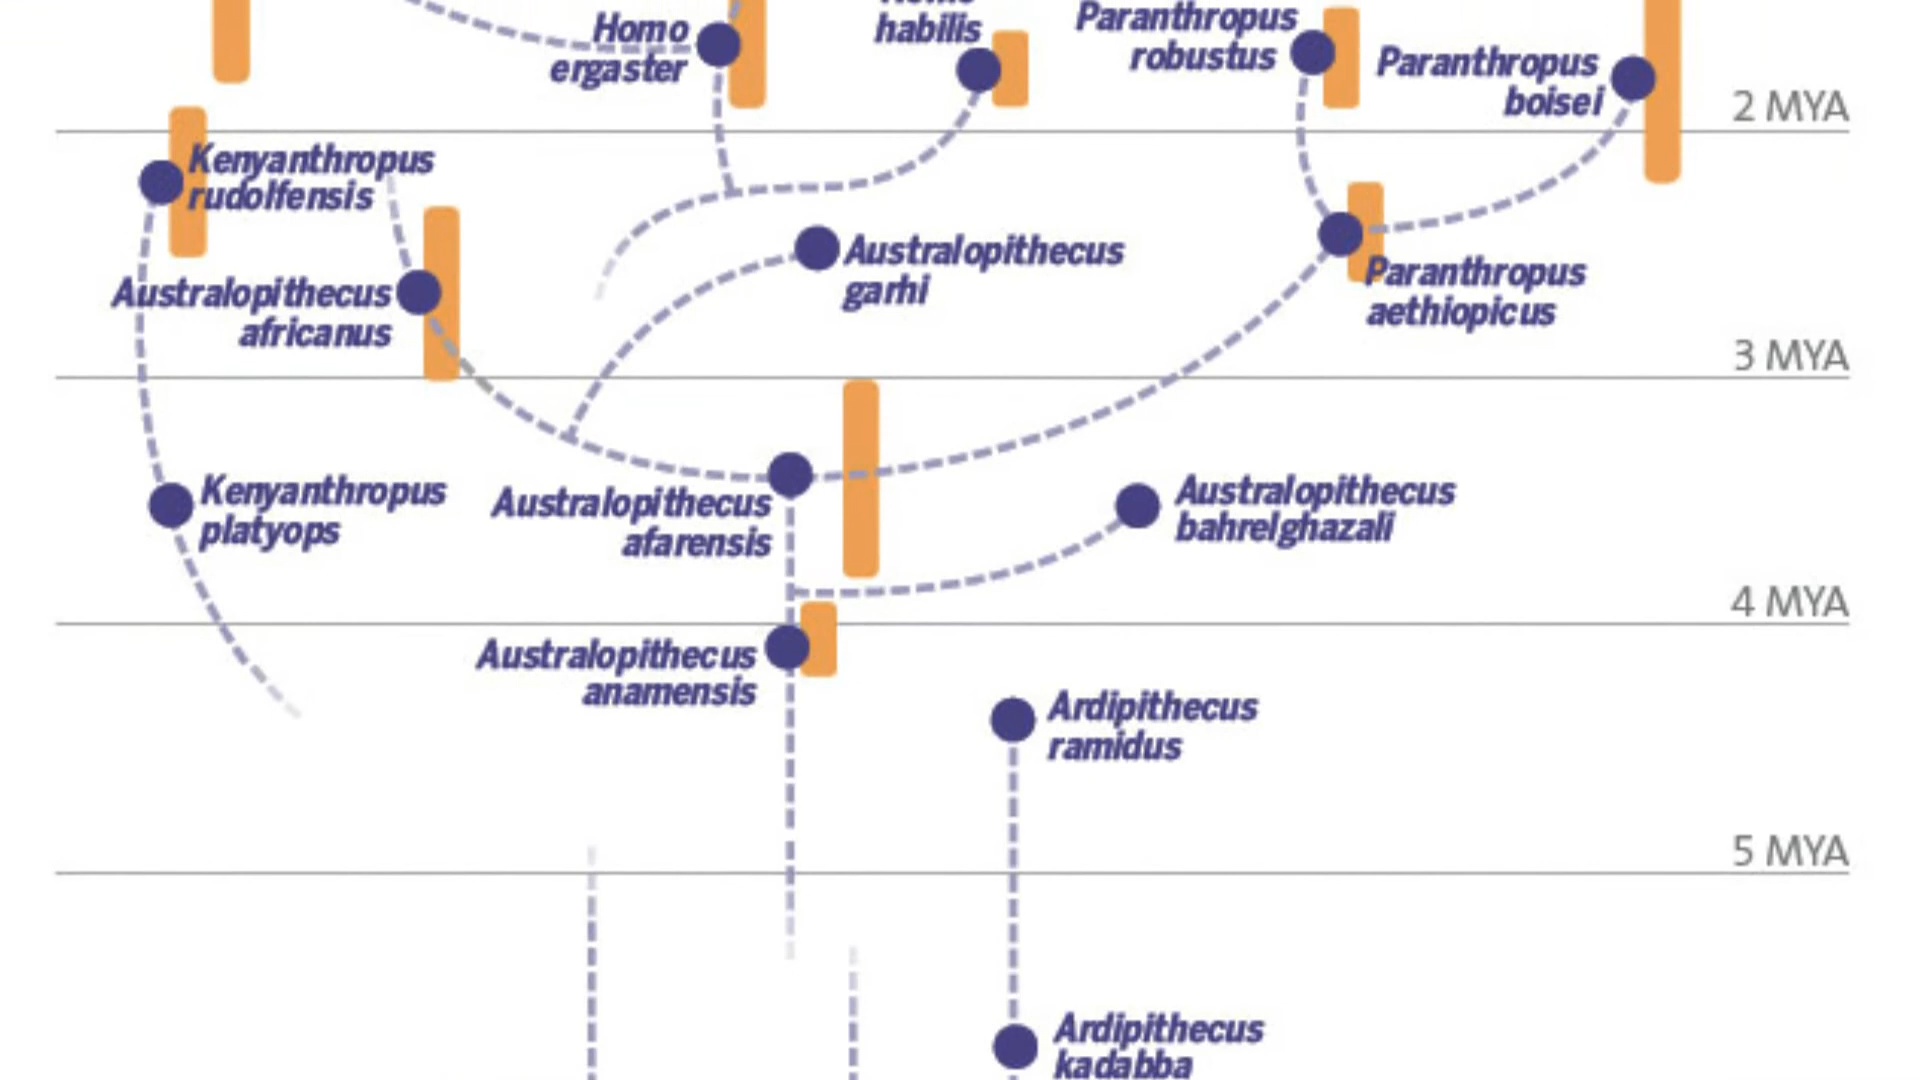 Homo
ergaster
habilis
Paranthropus
robustus
Paranthropus
boisei
2 MYA
Kenyanthropus
rudolfensis
Australopithecus
garhi
Australopithecus
africanus
Paranthropus
aethiopicus
3 MYA
Kenyanthropus
platyops
Australopithecus
afarensis
Australopithecus
bahrelghazali
4 MYA
Australopithecus
anamensis
Ardipithecus
ramidus
5 MYA
Ardipithecus
kadabba